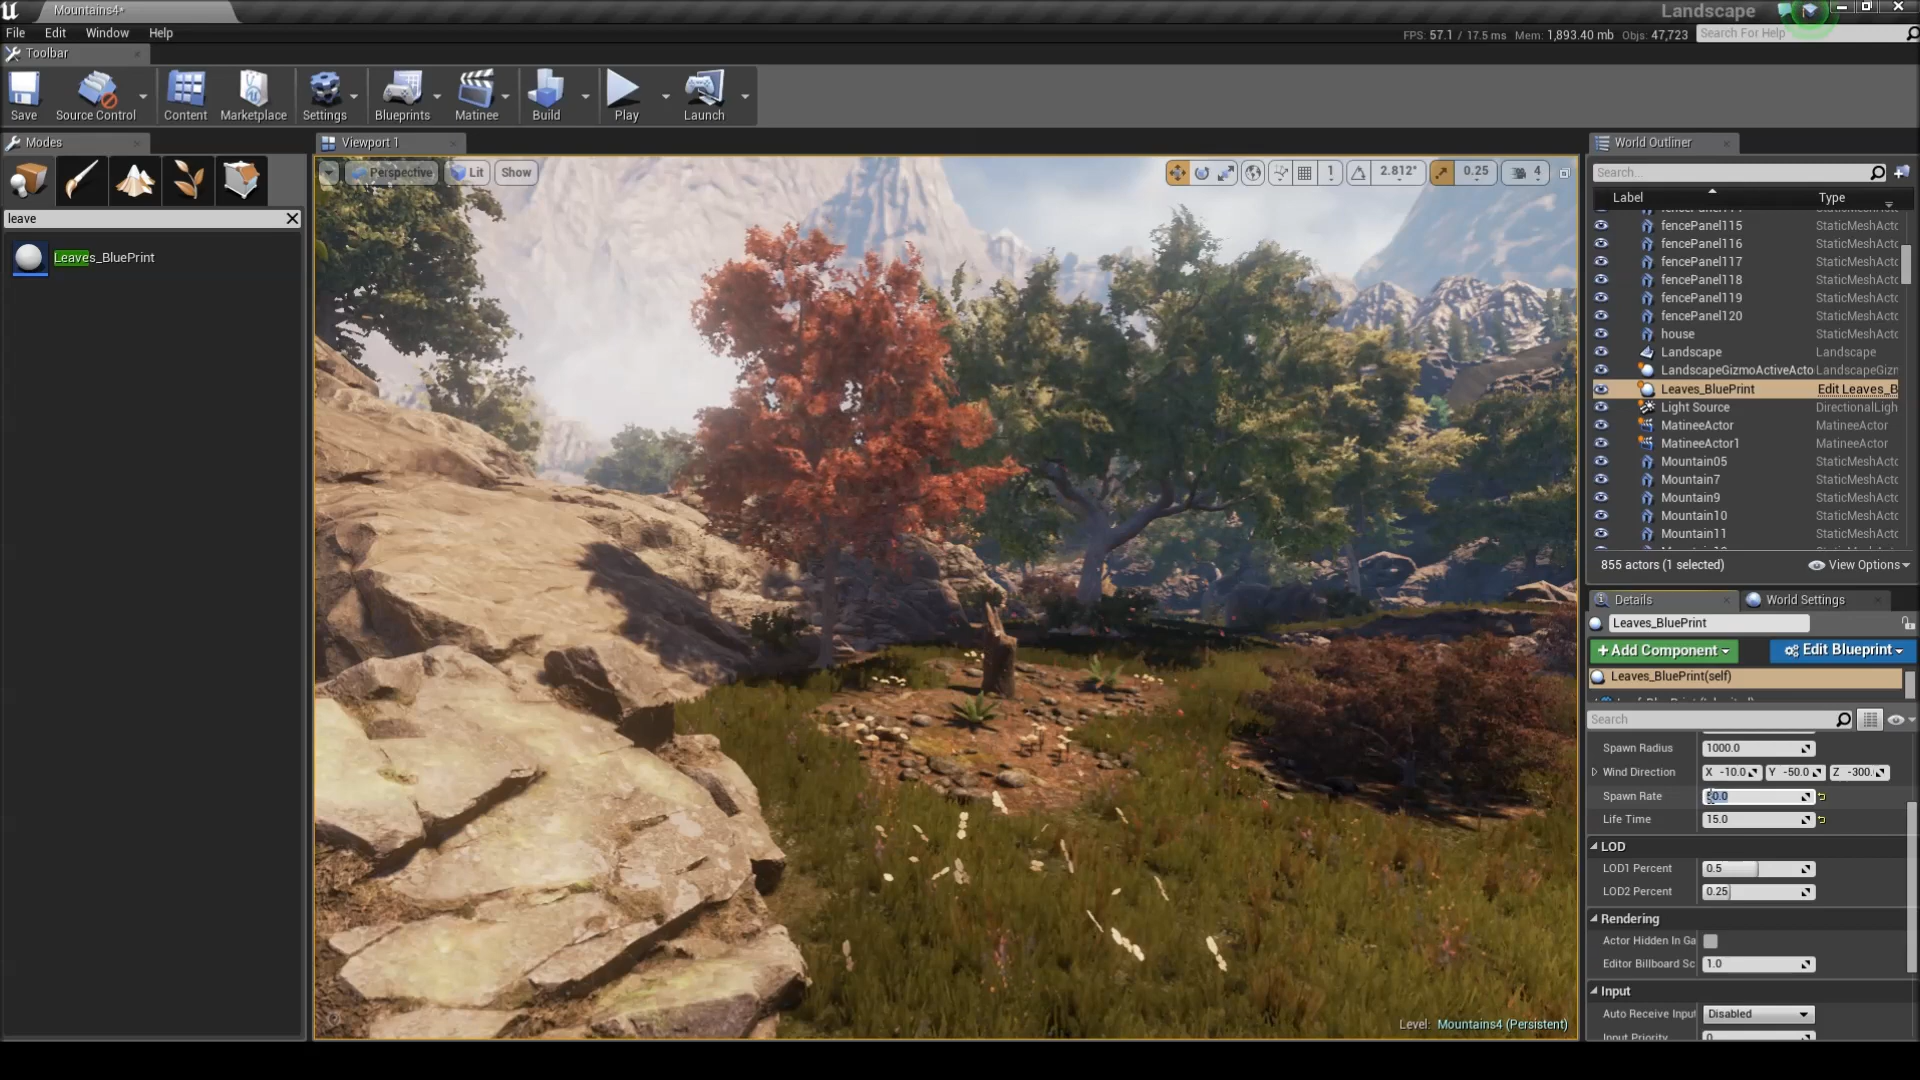 Mountains4*
Landscape
File Edit Window Help
FPS: 57.1 / 17.5 ms Mem: 1,893.40 mb Objs: 47,723
Search For Help
Toolbar
Save
Source Control
Content
Marketplace
Settings
Blueprints
Matinee
Build
Play
Launch
Modes
Viewport 1
World Outliner
Perspective
Lit
Show
1
2.812°
0.25
4
Search...
Label Type
leave
Leaves_BluePrint
fencePanel115 StaticMeshActo
fencePanel116 StaticMeshActo
fencePanel117 StaticMeshActo
fencePanel118 StaticMeshActo
fencePanel119 StaticMeshActo
fencePanel120 StaticMeshActo
house StaticMeshActo
Landscape Landscape
LandscapeGizmoActiveActo LandscapeGizn
Leaves_BluePrint Edit Leaves_B
Light Source DirectionalLigh
MatineeActor MatineeActor
MatineeActor1 MatineeActor
Mountain05 StaticMeshActo
Mountain7 StaticMeshActo
Mountain9 StaticMeshActo
Mountain10 StaticMeshActo
Mountain11 StaticMeshActo
855 actors (1 selected) View Options
Details World Settings
Leaves_BluePrint
+Add Component Edit Blueprint
Leaves_BluePrint(self)
Search
Spawn Radius 1000.0
Wind Direction X -10.0 Y -50.0 Z -300.
Spawn Rate
Life Time 15.0
LOD
LOD1 Percent 0.5
LOD2 Percent 0.25
Rendering
Actor Hidden In Ga
Editor Billboard Sc 1.0
Input
Auto Receive Input Disabled
Input Priority
Level: Mountains4 (Persistent)